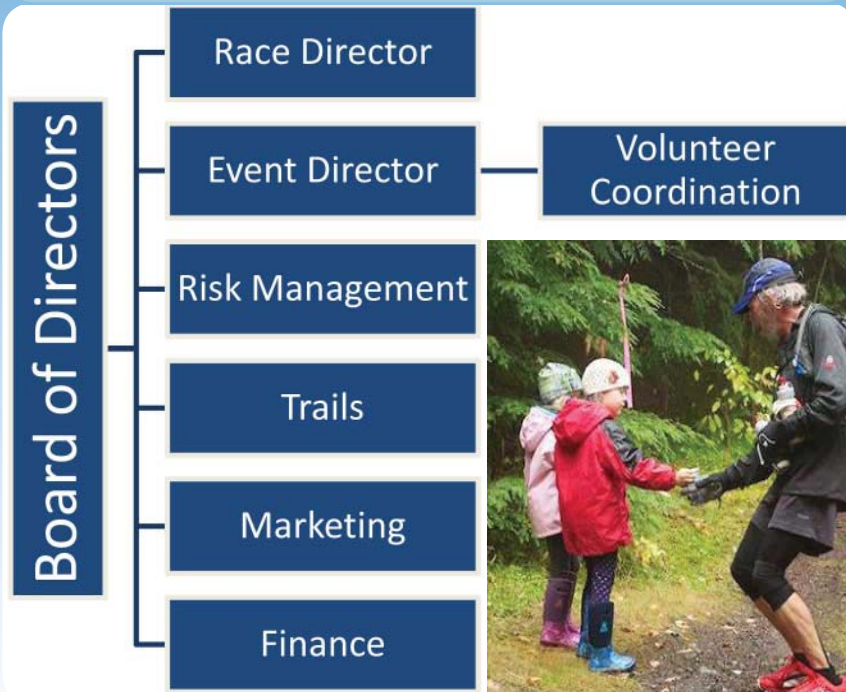 Board of Directors
Race Director
Event Director
Volunteer
Coordination
Risk Management
Trails
Marketing
Finance